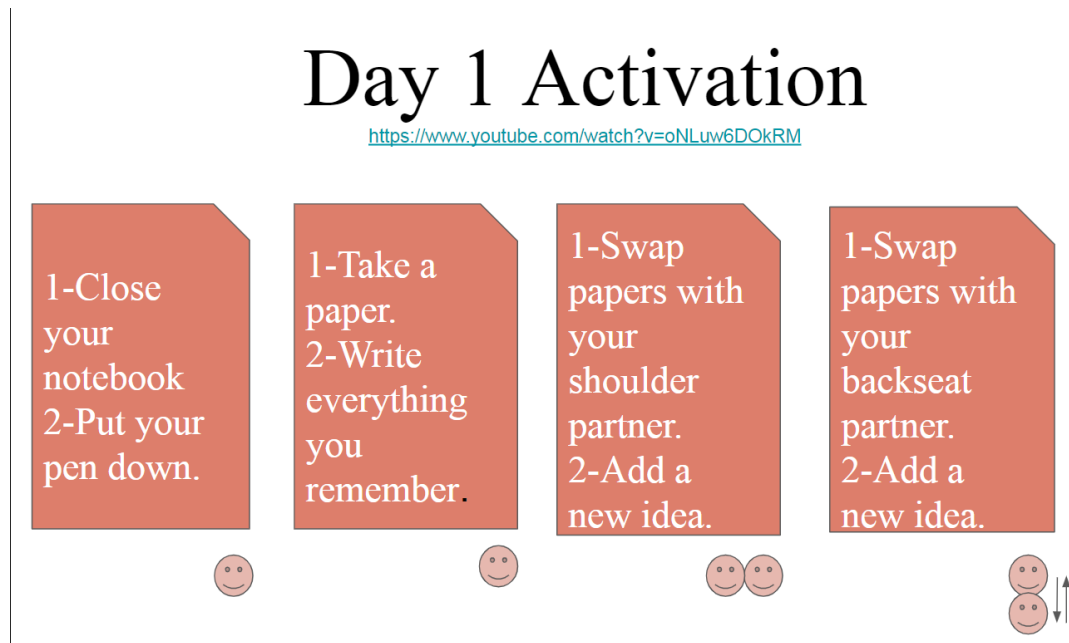 Day 1 Activation
https://www.youtube.com/watch?v=oNLuw6DOkRM
1-Close
your
notebook
2-Put your
pen down.
1-Take a
paper.
2-Write
everything
you
remember.
1-Swap
papers with
your
shoulder
partner.
2-Add a
new idea.
1-Swap
papers with
your
backseat
partner.
2-Add a
new idea.